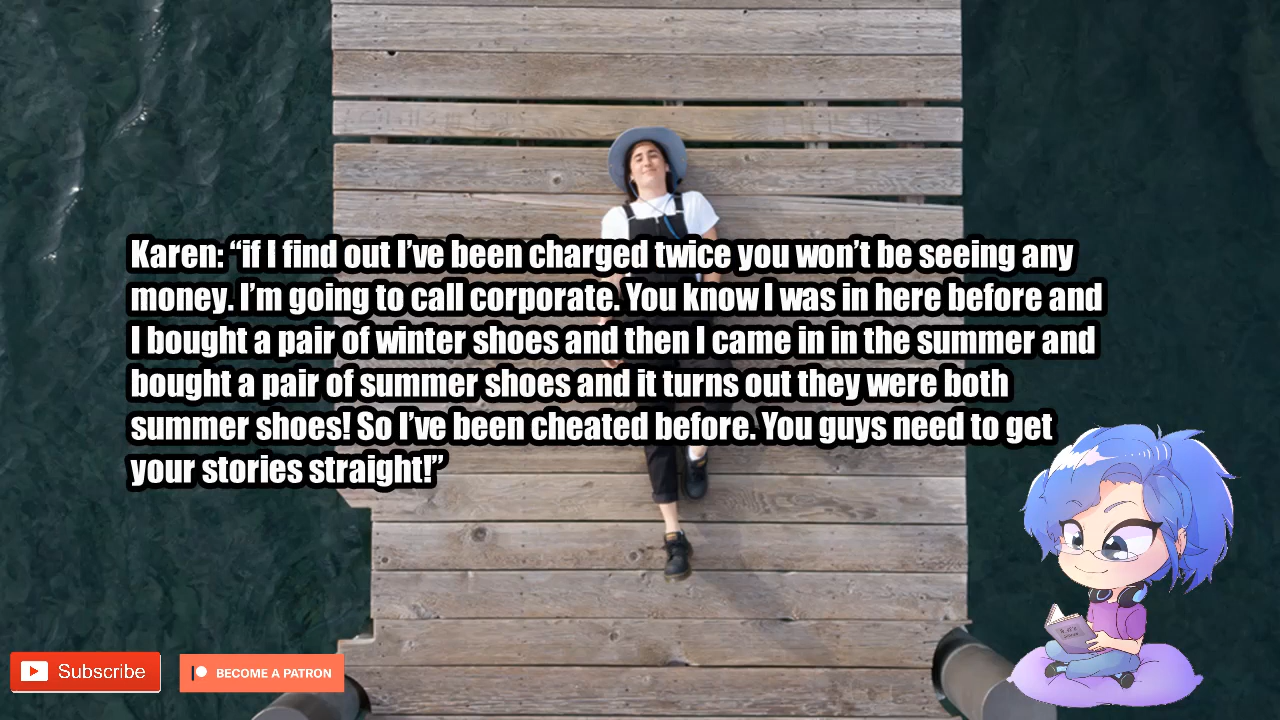 Karen: “if I find out I’ve been charged twice you won’t be seeing any
money. I’m going to call corporate. You know I was in here before and
I bought a pair of winter shoes and then I came in in the summer and
bought a pair of summer shoes and it turns out they were both
summer shoes! So I’ve been cheated before. You guys need to get
your stories straight!”
Subscribe
BECOME A PATRON